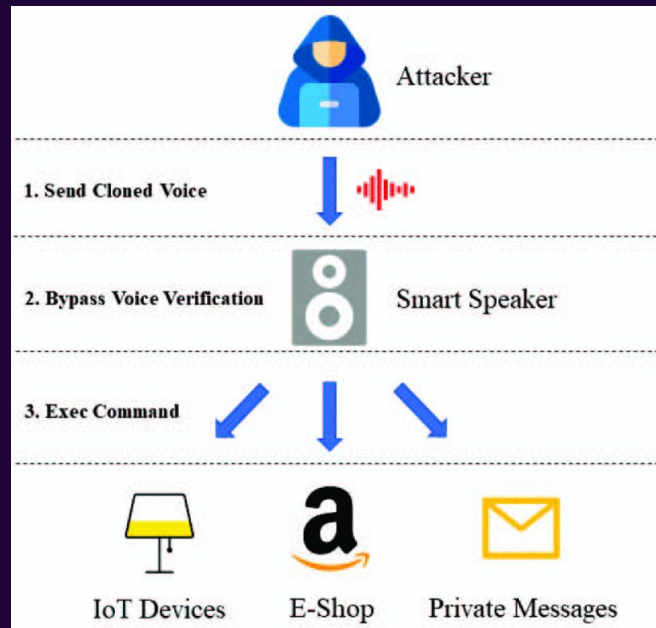 Attacker
1. Send Cloned Voice
2. Bypass Voice Verification
Smart Speaker
3. Exec Command
a
IoT Devices
E-Shop
Private Messages